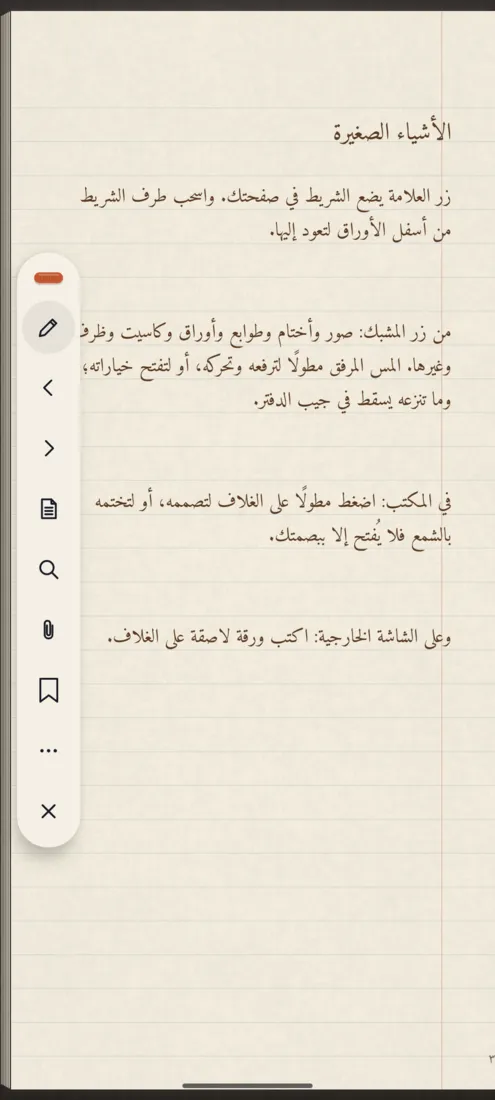 الأشياء الصغيرة
زر العلامة يضع الشريط في صفحتك. واسحب طرف الشريط
من أسفل الأوراق لتعود إليها.
من زر المشبك: صور وأختام وطوابع وأوراق وكاسيت وظرف
وغيرها. المس المرفق مطولًا لترفعه وتحركه، أو لتفتح خياراته؛
وما تنزعه يسقط في جيب الدفتر.
في المكتب: اضغط مطولًا على الغلاف لتصممه، أو لتختمه
بالشمع فلا يُفتح إلا ببصمتك.
وعلى الشاشة الخارجية: اكتب ورقة لاصقة على الغلاف.
٣